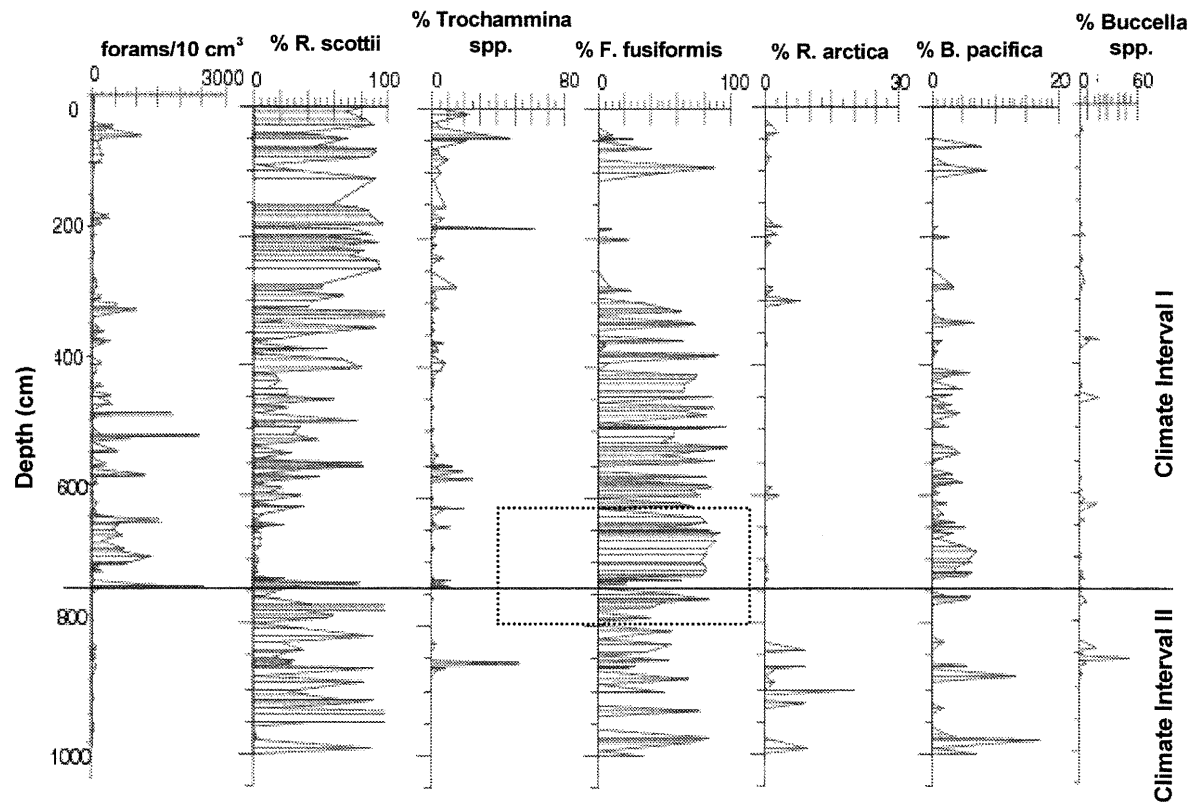 forams/10 cm³
% R. scottii
% Trochammina
spp.
% F. fusiformis
% R. arctica
% B. pacifica
% Buccella
spp.
0 3000
0 100
0 80
0 100
0 30
0 20
0 60
Depth (cm)
0
200
400
600
800
1000
Climate Interval I
Climate Interval II